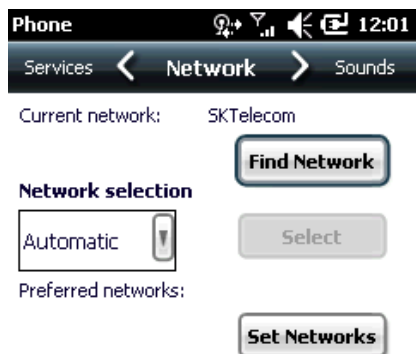 Phone 12:01
Services Network Sounds
Current network: SKTelecom
Find Network
Network selection
Automatic Select
Preferred networks:
Set Networks